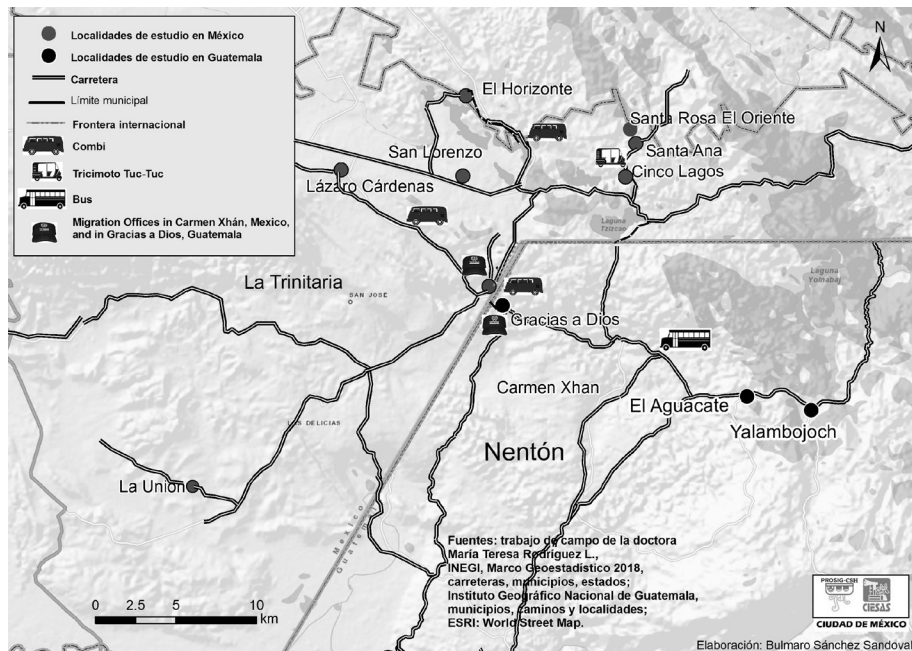 Localidades de estudio en México
Localidades de estudio en Guatemala
Carretera
Límite municipal
Frontera internacional
Combi
Tricimoto Tuc-Tuc
Bus
Migration Offices in Carmen Xhán, Mexico,
and in Gracias a Dios, Guatemala
N
El Horizonte
Santa Rosa El Oriente
San Lorenzo
Santa Ana
Lázaro Cárdenas
Cinco Lagos
Laguna
Tziscao
Laguna
Yolnabaj
La Trinitaria
SAN JOSÉ
Gracias a Dios
Carmen Xhan
El Aguacate
Yalambojoch
LAS DELICIAS
Nentón
La Unión
Mexico
Guatemala
Fuentes: trabajo de campo de la doctora
María Teresa Rodríguez L.,
INEGI, Marco Geoestadístico 2018,
carreteras, municipios, estados;
Instituto Geográfico Nacional de Guatemala,
municipios, caminos y localidades;
ESRI: World Street Map.
0 2.5 5 10
km
PROSIG-CSH
CIESAS
CIUDAD DE MÉXICO
Elaboración: Bulmaro Sánchez Sandoval